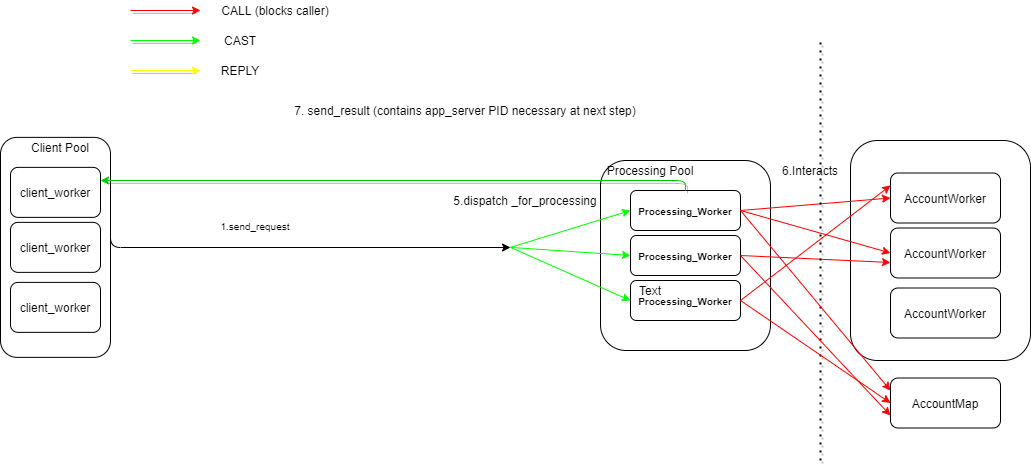 CALL (blocks caller)
CAST
REPLY
7. send_result (contains app_server PID necessary at next step)
Client Pool
client_worker
client_worker
client_worker
1.send_request
5.dispatch _for_processing
Processing Pool
Processing_Worker
Processing_Worker
Text
Processing_Worker
6.Interacts
AccountWorker
AccountWorker
AccountWorker
AccountMap